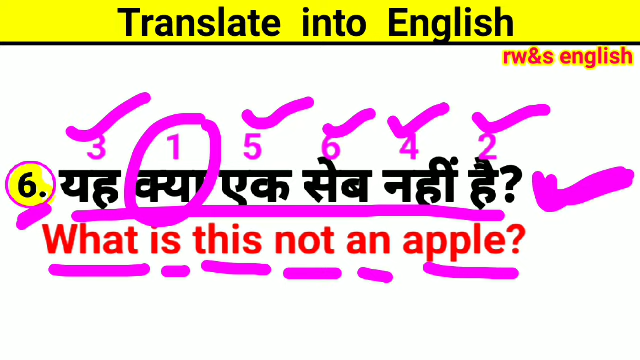 Translate into English
rw&s english
3 1 5 6 4 2
6. यह क्या एक सेब नहीं है?
What is this not an apple?